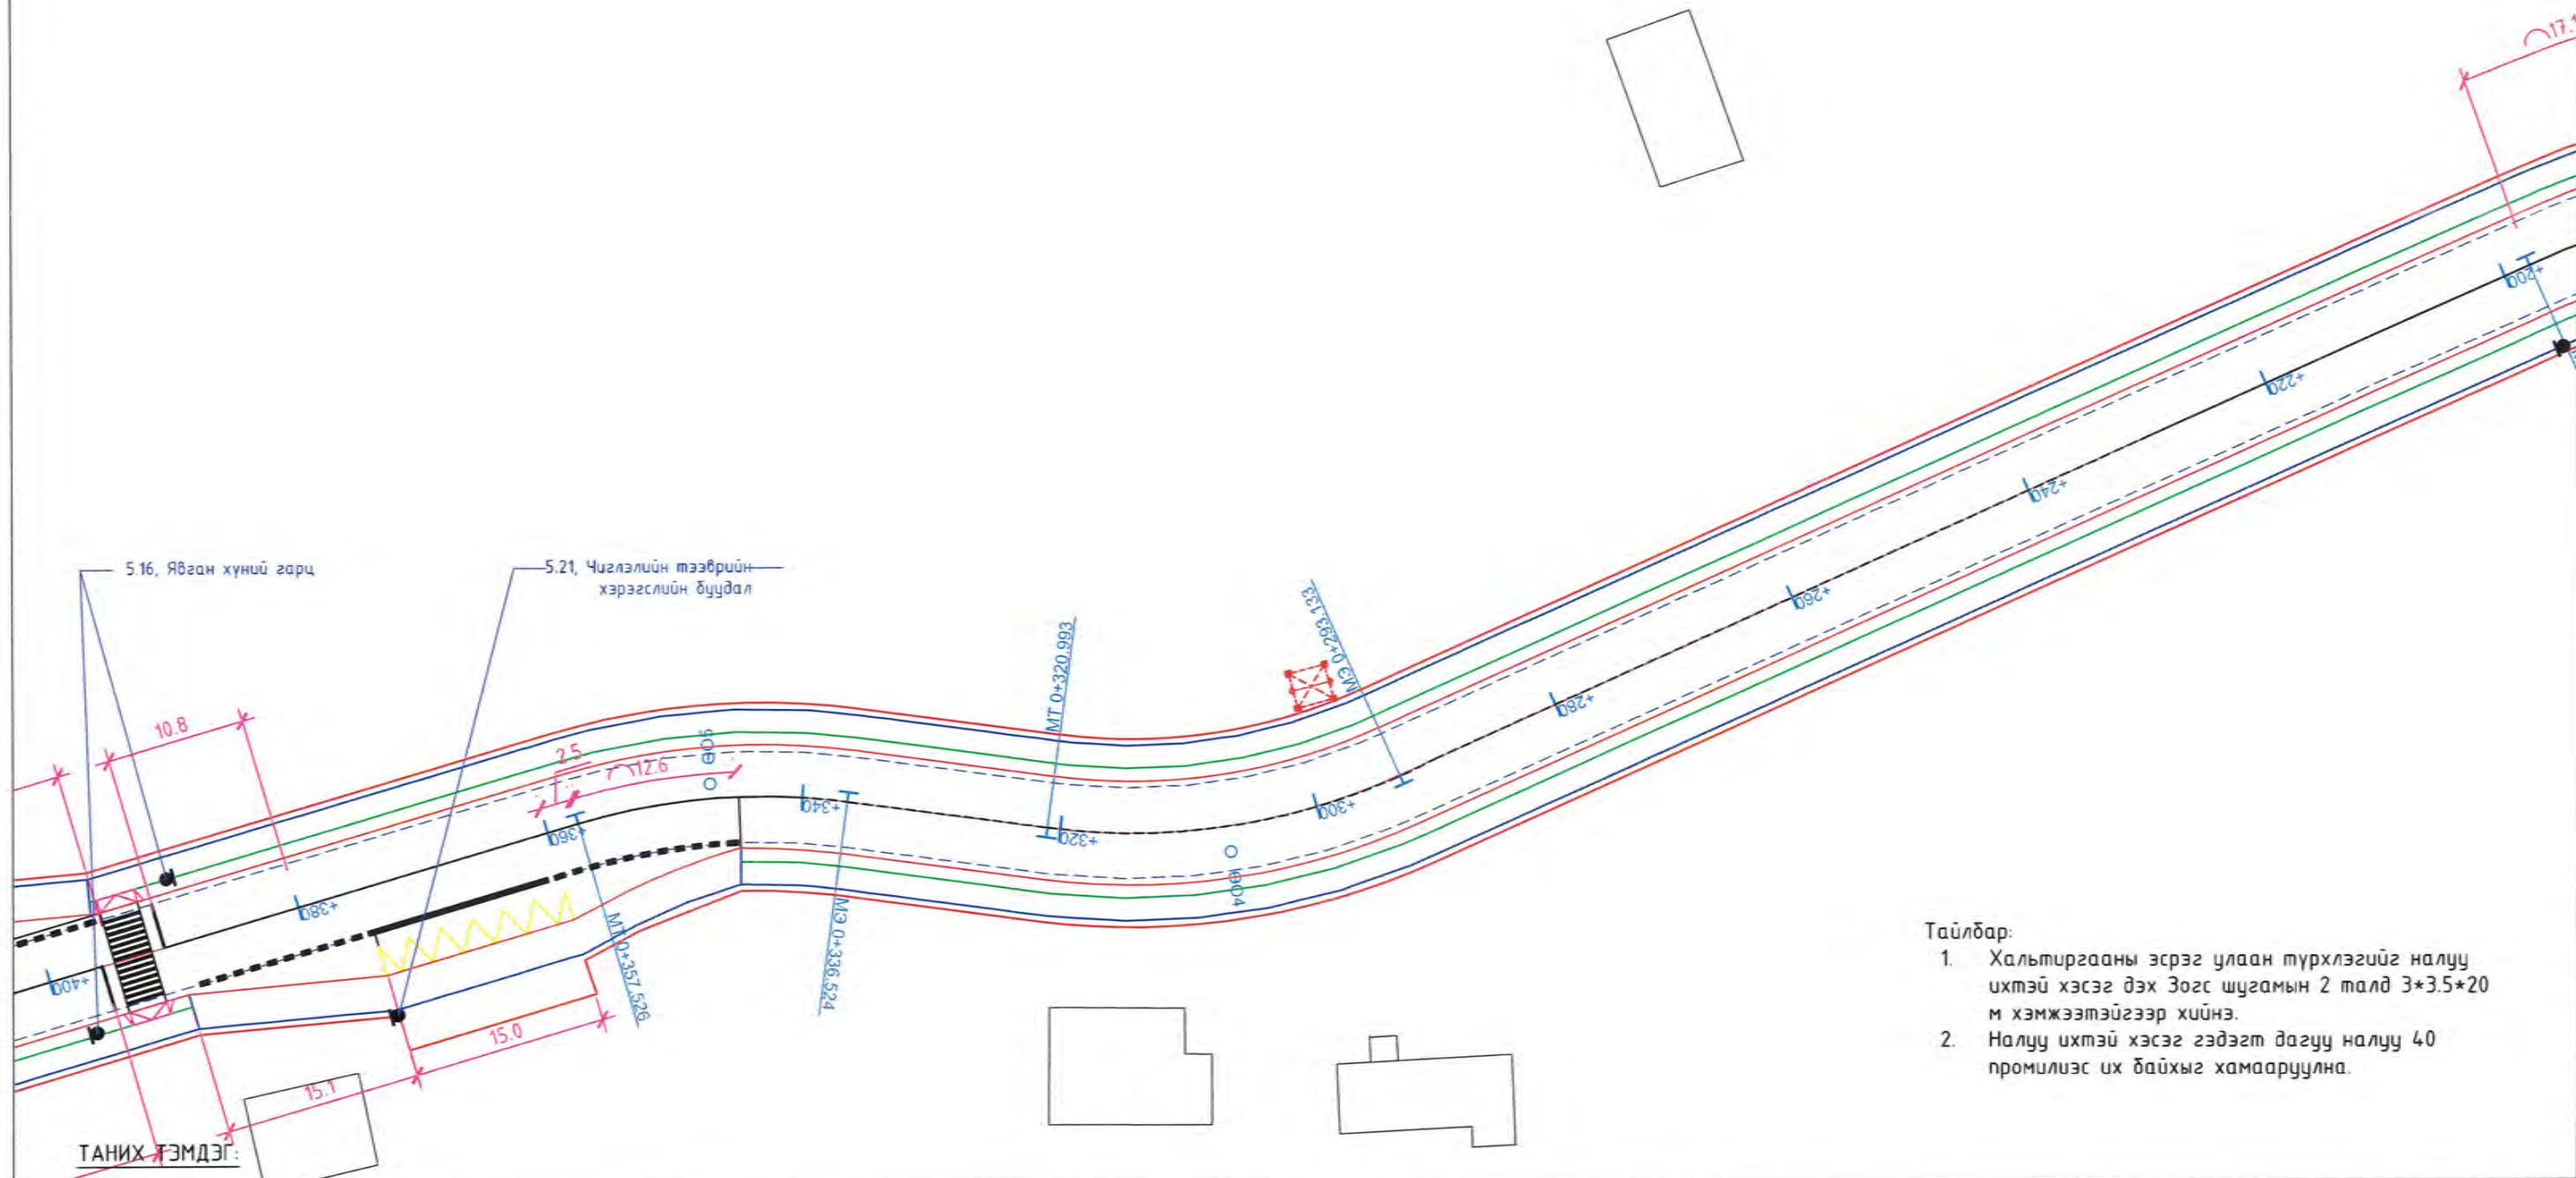 17.1
+200
+220
+240
+260
+280
+300
+320
+340
+360
+380
+400
5.16, Явган хүний гарц
5.21, Чиглэлийн тээврийн
хэрэгслийн буудал
МЭ 0+293.133
МТ 0+320.993
МЭ 0+336.524
МТ 0+357.526
10.8
2.5
12.6
ӨО5
15.0
15.1
ТАНИХ ТЭМДЭГ:
Тайлбар:
1. Хальтиргааны эсрэг улаан түрхлэгийг налуу
ихтэй хэсэг дэх Зогс шугамын 2 талд 3*3.5*20
м хэмжээтэйгээр хийнэ.
2. Налуу ихтэй хэсэг гэдэгт дагуу налуу 40
промилиэс их байхыг хамааруулна.